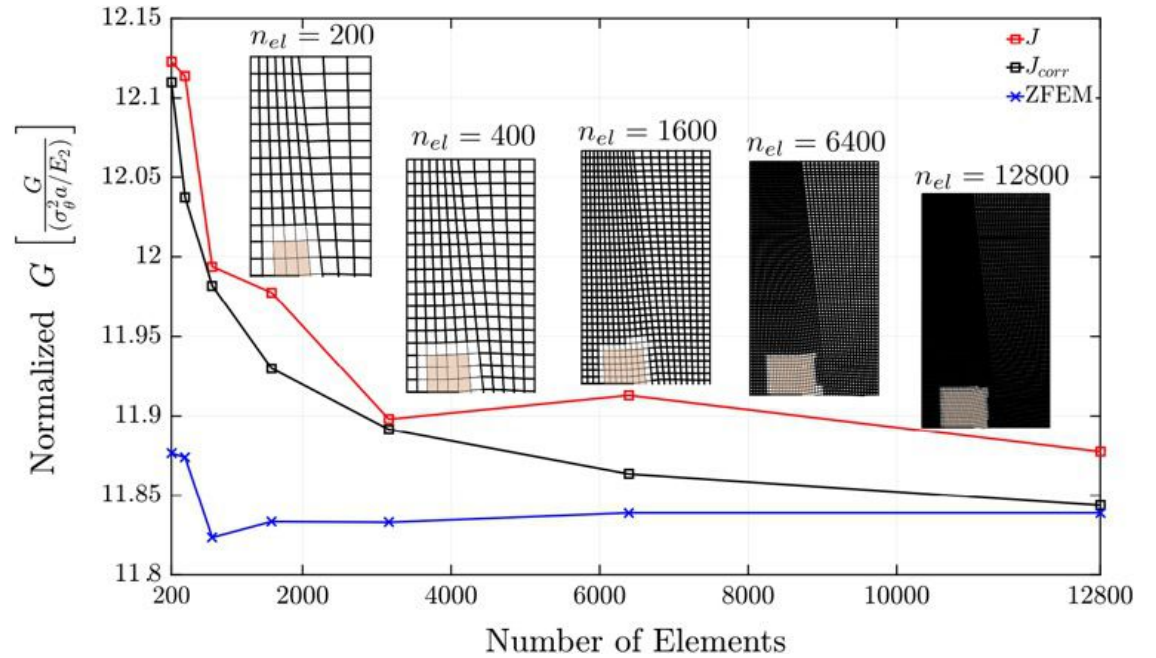 12.15
12.1
12.05
12
11.95
11.9
11.85
11.8
Normalized G [ G / (σ_θ^2 a/E_2) ]
n_el = 200
n_el = 400
n_el = 1600
n_el = 6400
n_el = 12800
J
J_corr
ZFEM
200 2000 4000 6000 8000 10000 12800
Number of Elements